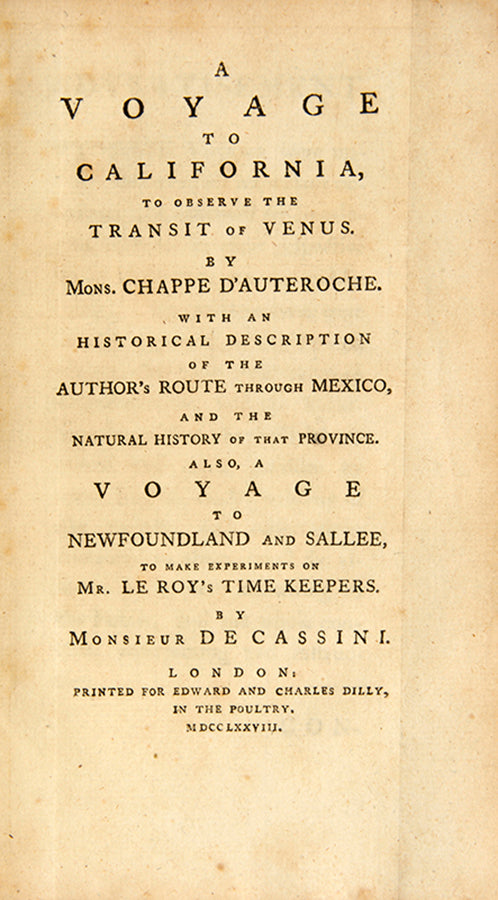 A
VOYAGE
TO
CALIFORNIA,
TO OBSERVE THE
TRANSIT OF VENUS.
BY
MONS. CHAPPE D'AUTEROCHE.
WITH AN
HISTORICAL DESCRIPTION
OF THE
AUTHOR's ROUTE THROUGH MEXICO,
AND THE
NATURAL HISTORY OF THAT PROVINCE.
ALSO, A
VOYAGE
TO
NEWFOUNDLAND AND SALLEE,
TO MAKE EXPERIMENTS ON
MR. LE ROY's TIME KEEPERS.
BY
MONSIEUR DE CASSINI.
LONDON:
PRINTED FOR EDWARD AND CHARLES DILLY,
IN THE POULTRY.
MDCCLXXVIII.